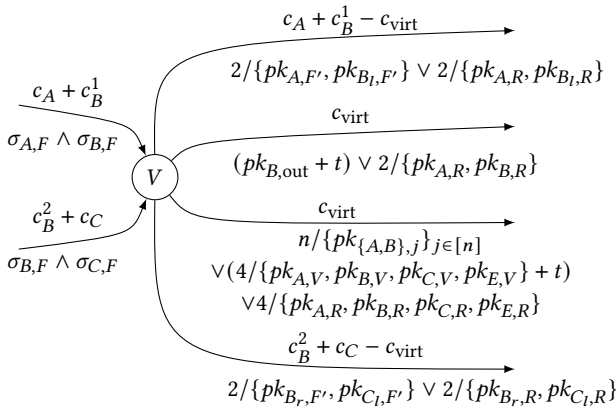 c_A + c_B^1 − c_virt
2/{pk_{A,F′}, pk_{B_l,F′}} ∨ 2/{pk_{A,R}, pk_{B_l,R}}
c_A + c_B^1
σ_{A,F} ∧ σ_{B,F}
c_virt
(pk_{B,out} + t) ∨ 2/{pk_{A,R}, pk_{B,R}}
V
c_B^2 + c_C
σ_{B,F} ∧ σ_{C,F}
c_virt
n/{pk_{{A,B},j}}_{j∈[n]}
∨(4/{pk_{A,V}, pk_{B,V}, pk_{C,V}, pk_{E,V}} + t)
∨4/{pk_{A,R}, pk_{B,R}, pk_{C,R}, pk_{E,R}}
c_B^2 + c_C − c_virt
2/{pk_{B_r,F′}, pk_{C_l,F′}} ∨ 2/{pk_{B_r,R}, pk_{C_l,R}}